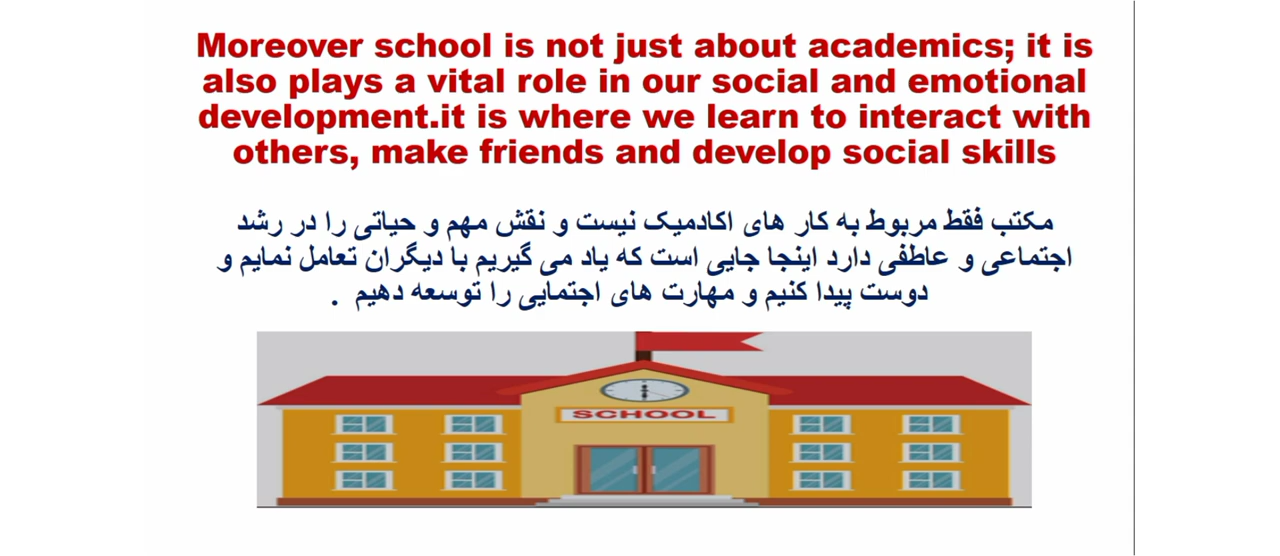 Moreover school is not just about academics; it is
also plays a vital role in our social and emotional
development.it is where we learn to interact with
others, make friends and develop social skills
مکتب فقط مربوط به کار های اکادمیک نیست و نقش مهم و حیاتی را در رشد
اجتماعی و عاطفی دارد اینجا جایی است که یاد می گیریم با دیگران تعامل نمایم و
دوست پیدا کنیم و مهارت های اجتمایی را توسعه دهیم .
SCHOOL